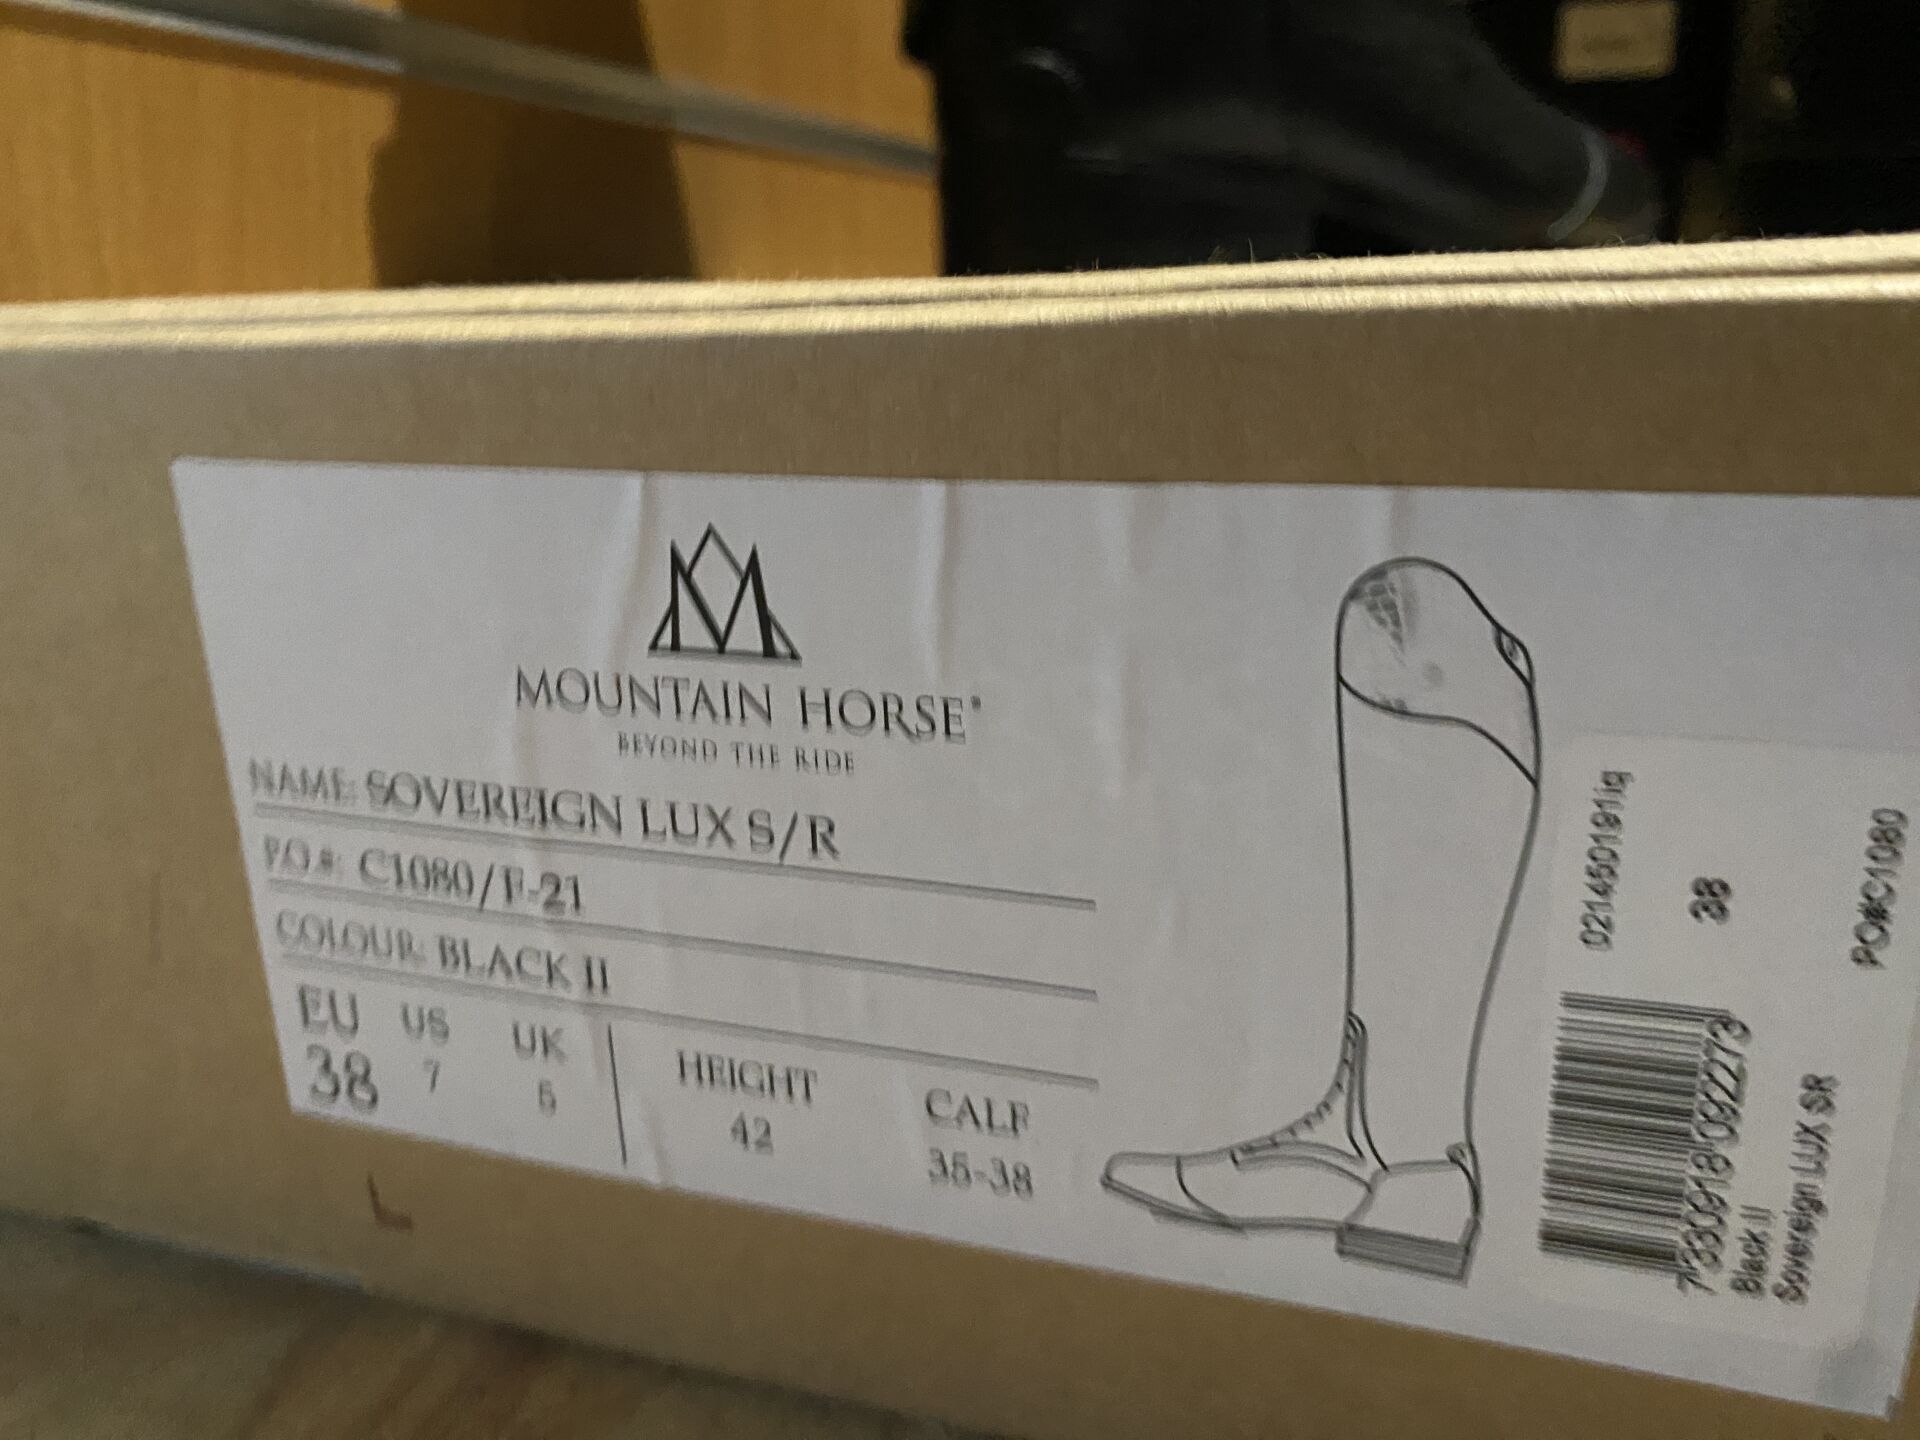 MOUNTAIN HORSE®
BEYOND THE RIDE
NAME: SOVEREIGN LUX S/R
P.O.#: C1080/F-21
COLOUR: BLACK II
EU US UK HEIGHT CALF
38 7 5 42 35-38
38
PO#C1080
7330918092273
Black II
Sovereign LUX SR
L